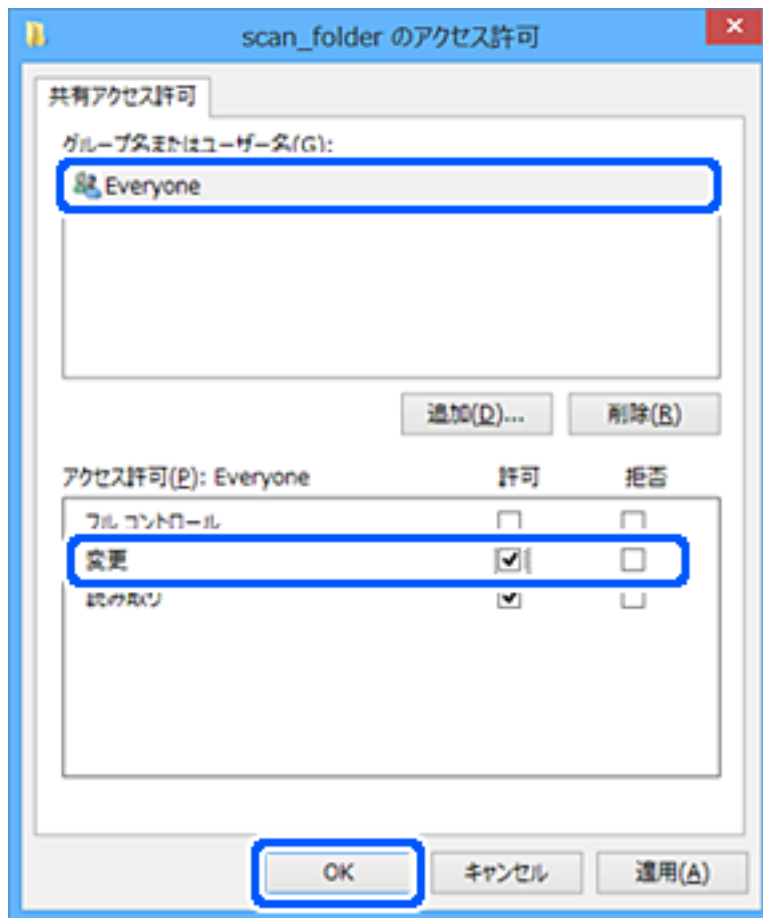 scan_folder のアクセス許可
共有アクセス許可
グループ名またはユーザー名(G):
Everyone
追加(D)... 削除(R)
アクセス許可(P): Everyone 許可 拒否
フル コントロール
変更
読み取り
OK キャンセル 適用(A)